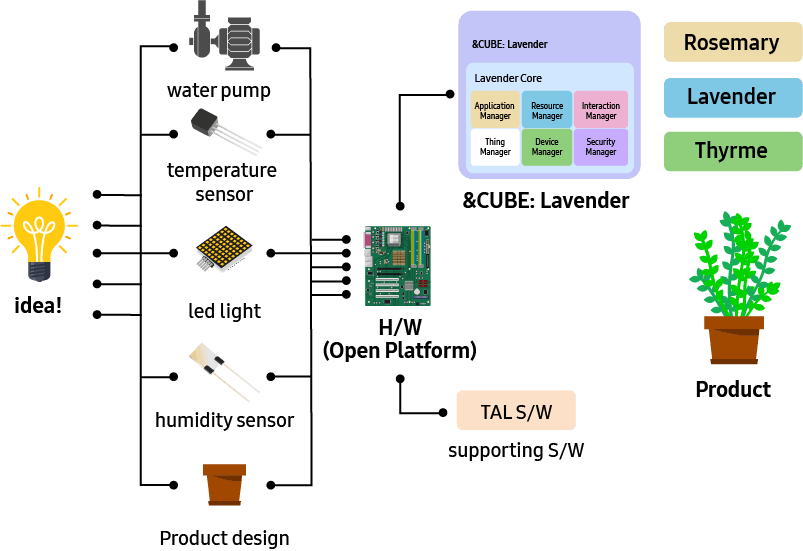 idea!
water pump
temperature
sensor
led light
humidity sensor
Product design
H/W
(Open Platform)
&CUBE: Lavender
Lavender Core
Application
Manager
Resource
Manager
Interaction
Manager
Thing
Manager
Device
Manager
Security
Manager
&CUBE: Lavender
TAL S/W
supporting S/W
Rosemary
Lavender
Thyrme
Product